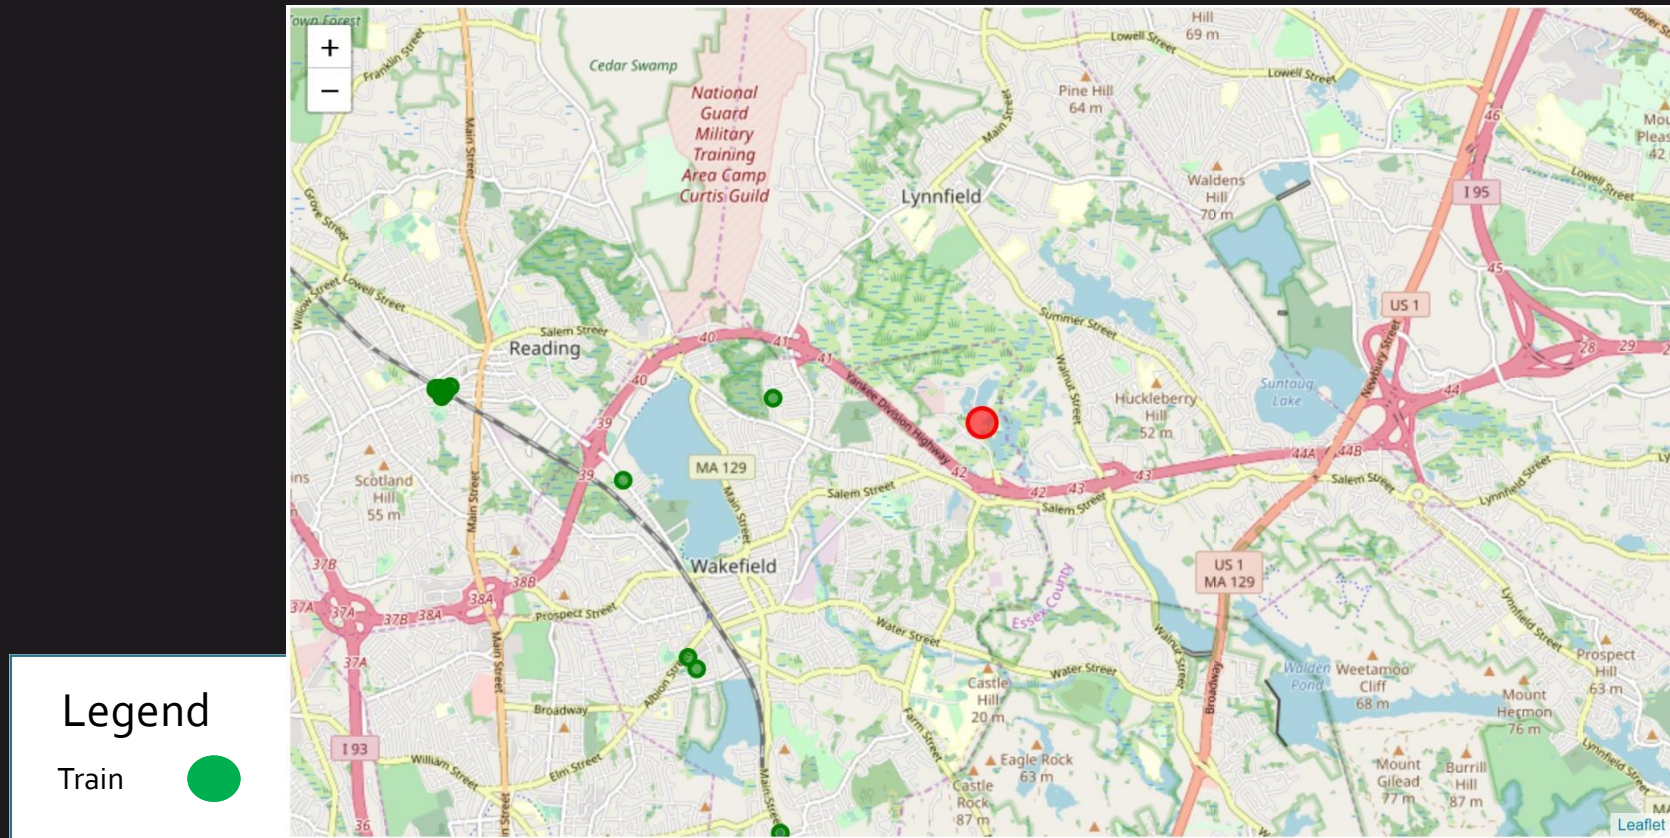 own Forest
+
−
Franklin Street
Cedar Swamp
National
Guard
Military
Training
Area Camp
Curtis Guild
Hill
69 m
Lowell Street
Lowell Street
Pine Hill
64 m
Main Street
Main Street
46
Mou
Pleas
42
Lynnfield
Waldens
Hill
70 m
I 95
Lowell Street
Grove Street
45
Willow Street
Lowell Street
US 1
Summer Street
Salem Street
Reading
40
41
41
40
28
29
Newbury Street
Yankee Division Highway
Walnut Street
Suntaug
Lake
44
Huckleberry
Hill
52 m
39
39
MA 129
Main Street
42
42
43
43
44A
44B
Salem Street
Salem Street
Salem Street
Lynnfield Street
ins
Scotland
Hill
55 m
Main Street
Wakefield
37B
38B
US 1
MA 129
Essex County
37A
37A
37B
38A
38A
Prospect Street
Water Street
Water Street
Walnut Street
Lynnfield Street
37A
Main Street
Albion Street
Broadway
Castle
Hill
20 m
Broadway
Walden
Pond
Weetamoo
Cliff
68 m
Prospect
Hill
63 m
Mount
Hermon
76 m
Farm Street
Legend
I 93
William Street
Elm Street
Main Street
Eagle Rock
63 m
Castle
Rock
87 m
Mount
Gilead
77 m
Burrill
Hill
87 m
Lynnfield Street
Train
36
n Street
W
MA
Leaflet